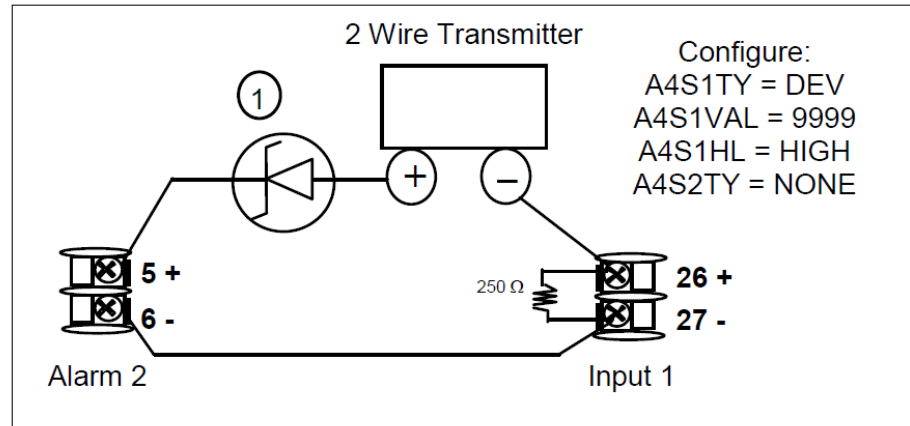 2 Wire Transmitter
Configure:
A4S1TY = DEV
A4S1VAL = 9999
A4S1HL = HIGH
A4S2TY = NONE
1
+
−
5 +
6 -
250 Ω
26 +
27 -
Alarm 2
Input 1